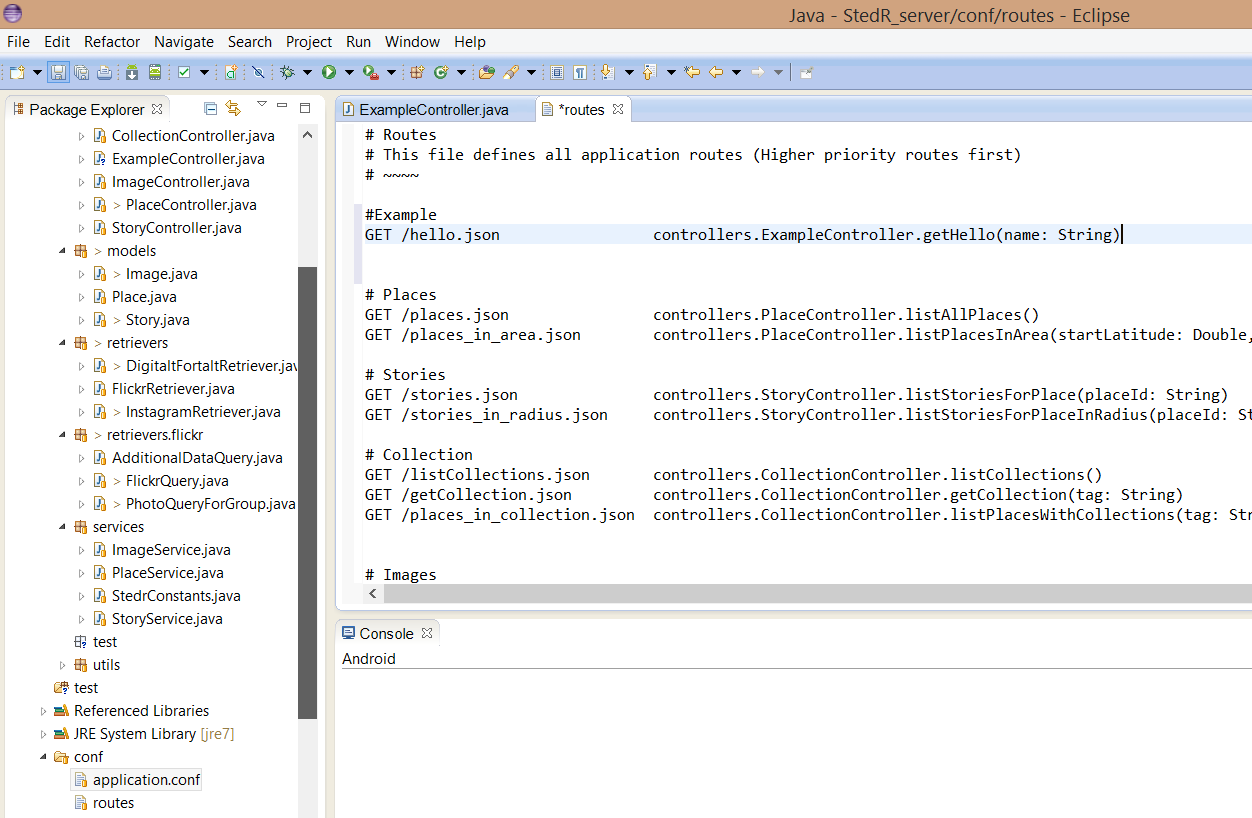 Java - StedR_server/conf/routes - Eclipse
File Edit Refactor Navigate Search Project Run Window Help
Package Explorer
CollectionController.java
ExampleController.java
ImageController.java
> PlaceController.java
StoryController.java
> models
> Image.java
Place.java
> Story.java
> retrievers
> DigitaltFortaltRetriever.jav
FlickrRetriever.java
> InstagramRetriever.java
> retrievers.flickr
AdditionalDataQuery.java
> FlickrQuery.java
> PhotoQueryForGroup.java
services
ImageService.java
PlaceService.java
StedrConstants.java
StoryService.java
test
utils
test
Referenced Libraries
JRE System Library [jre7]
conf
application.conf
routes
ExampleController.java
*routes
# Routes
# This file defines all application routes (Higher priority routes first)
# ~~~~
#Example
GET /hello.json controllers.ExampleController.getHello(name: String)
# Places
GET /places.json controllers.PlaceController.listAllPlaces()
GET /places_in_area.json controllers.PlaceController.listPlacesInArea(startLatitude: Double,
# Stories
GET /stories.json controllers.StoryController.listStoriesForPlace(placeId: String)
GET /stories_in_radius.json controllers.StoryController.listStoriesForPlaceInRadius(placeId: St
# Collection
GET /listCollections.json controllers.CollectionController.listCollections()
GET /getCollection.json controllers.CollectionController.getCollection(tag: String)
GET /places_in_collection.json controllers.CollectionController.listPlacesWithCollections(tag: Str
# Images
Console
Android